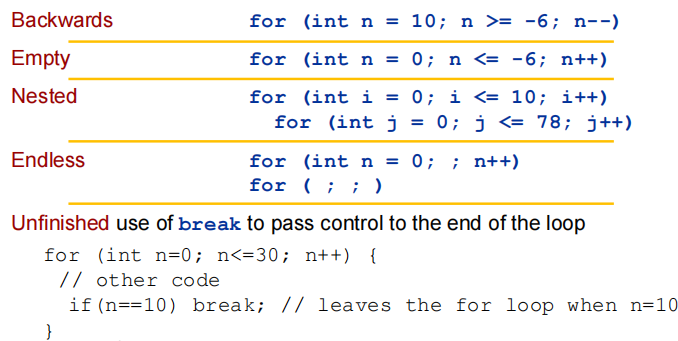 Backwards for (int n = 10; n >= -6; n--)
Empty for (int n = 0; n <= -6; n++)
Nested for (int i = 0; i <= 10; i++)
for (int j = 0; j <= 78; j++)
Endless for (int n = 0; ; n++)
for ( ; ; )
Unfinished use of break to pass control to the end of the loop
for (int n=0; n<=30; n++) {
// other code
if(n==10) break; // leaves the for loop when n=10
}